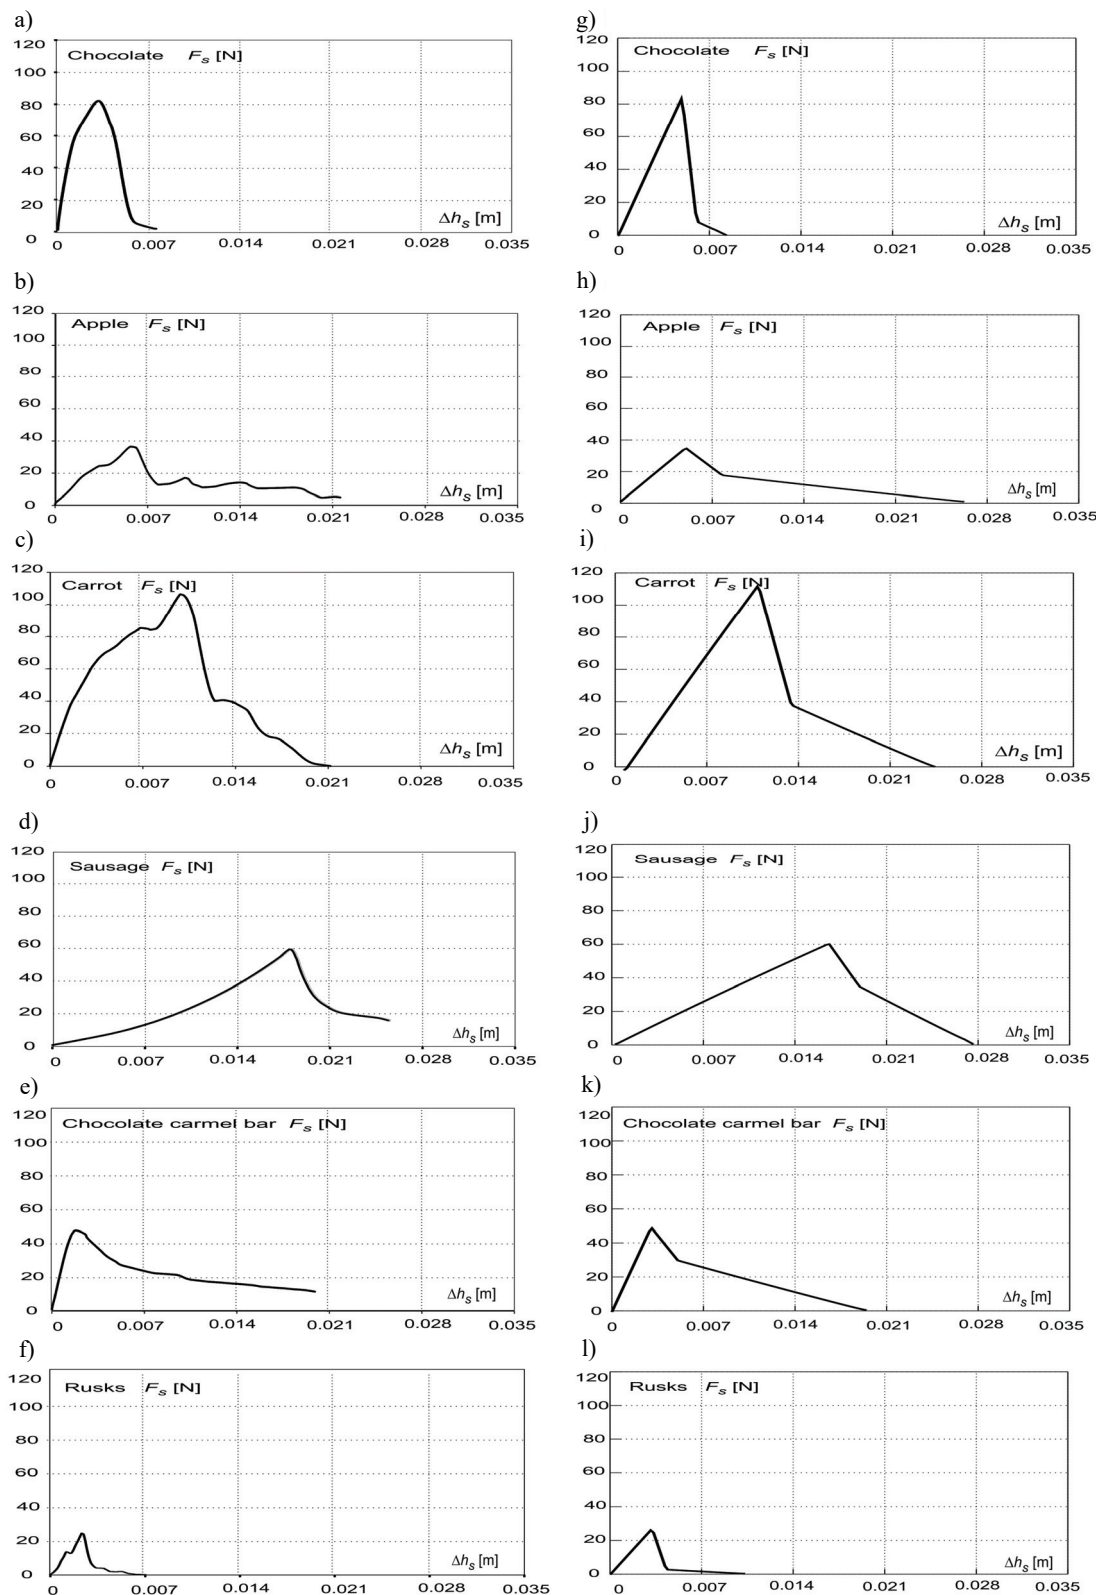 a)
120
Chocolate F_s [N]
100
80
60
40
20
Δh_s [m]
0
0 0.007 0.014 0.021 0.028 0.035
g)
120
Chocolate F_s [N]
100
80
60
40
20
Δh_s [m]
0
0 0.007 0.014 0.021 0.028 0.035
b)
120
Apple F_s [N]
100
80
60
40
20
Δh_s [m]
0
0 0.007 0.014 0.021 0.028 0.035
h)
120
Apple F_s [N]
100
80
60
40
20
Δh_s [m]
0
0 0.007 0.014 0.021 0.028 0.035
c)
120
Carrot F_s [N]
100
80
60
40
20
Δh_s [m]
0
0 0.007 0.014 0.021 0.028 0.035
i)
120
Carrot F_s [N]
100
80
60
40
20
Δh_s [m]
0
0 0.007 0.014 0.021 0.028 0.035
d)
120
Sausage F_s [N]
100
80
60
40
20
Δh_s [m]
0
0 0.007 0.014 0.021 0.028 0.035
j)
120
Sausage F_s [N]
100
80
60
40
20
Δh_s [m]
0
0 0.007 0.014 0.021 0.028 0.035
e)
120
Chocolate carmel bar F_s [N]
100
80
60
40
20
Δh_s [m]
0
0 0.007 0.014 0.021 0.028 0.035
k)
120
Chocolate carmel bar F_s [N]
100
80
60
40
20
Δh_s [m]
0
0 0.007 0.014 0.021 0.028 0.035
f)
120
Rusks F_s [N]
100
80
60
40
20
Δh_s [m]
0
0 0.007 0.014 0.021 0.028 0.035
l)
120
Rusks F_s [N]
100
80
60
40
20
Δh_s [m]
0
0 0.007 0.014 0.021 0.028 0.035